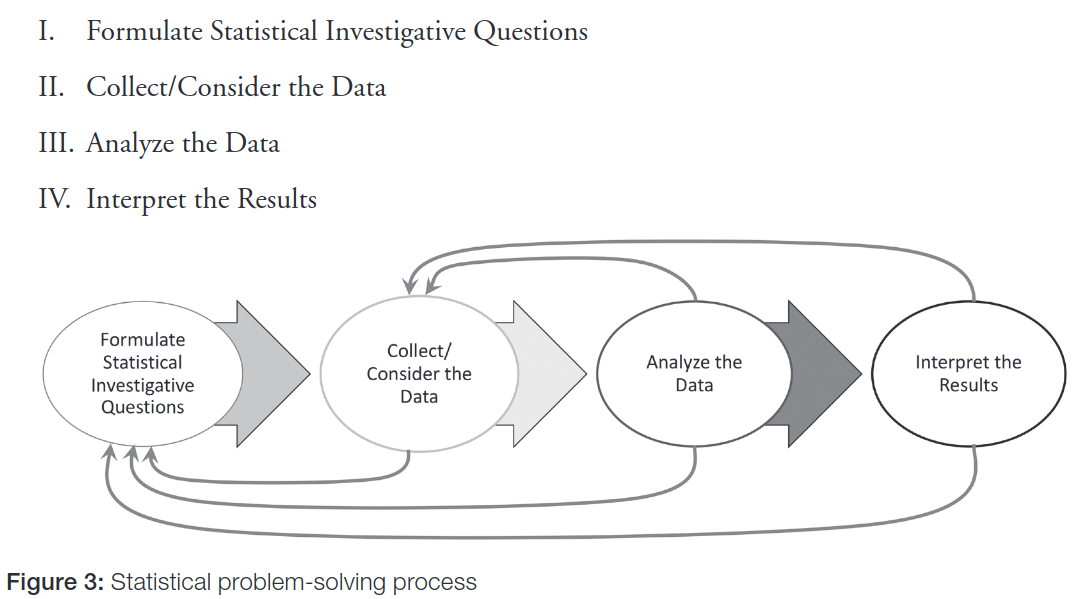 I. Formulate Statistical Investigative Questions
II. Collect/Consider the Data
III. Analyze the Data
IV. Interpret the Results
Formulate
Statistical
Investigative
Questions
Collect/
Consider the
Data
Analyze the
Data
Interpret the
Results
Figure 3: Statistical problem-solving process